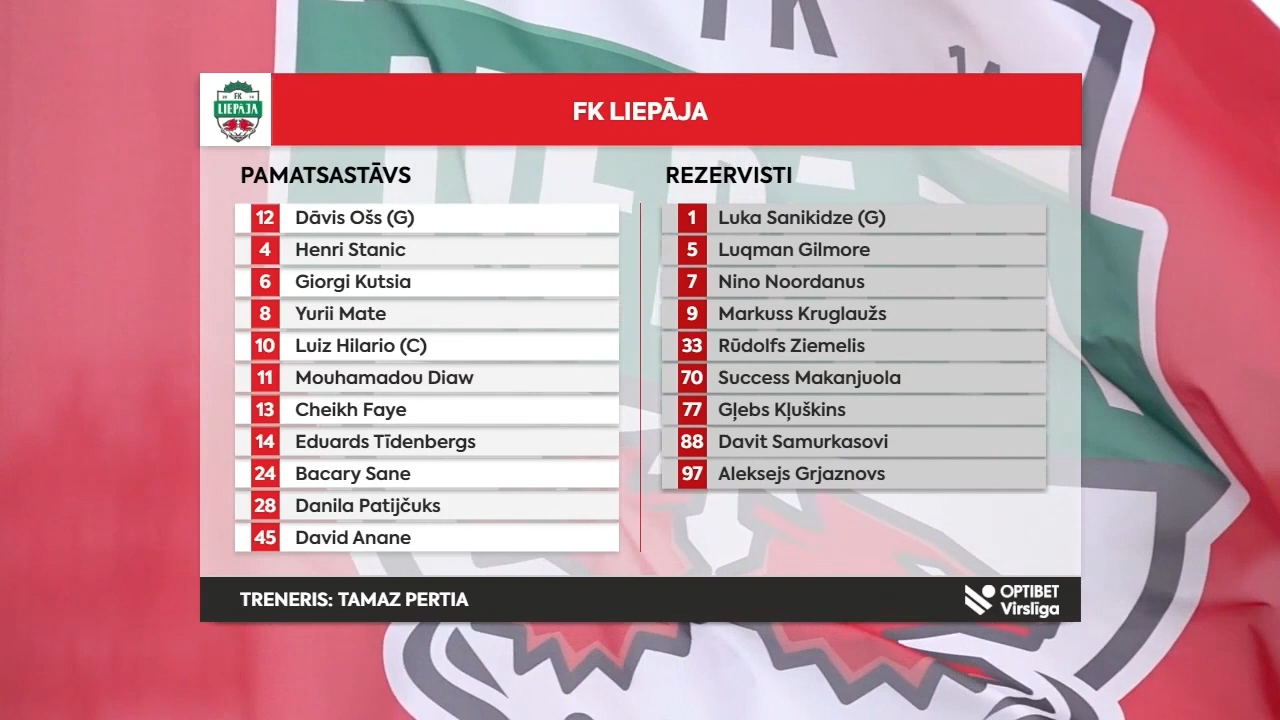 FK
LIEPĀJA
FK LIEPĀJA
PAMATSASTĀVS
12 Dāvis Ošs (G)
4 Henri Stanic
6 Giorgi Kutsia
8 Yurii Mate
10 Luiz Hilario (C)
11 Mouhamadou Diaw
13 Cheikh Faye
14 Eduards Tīdenbergs
24 Bacary Sane
28 Danila Patijčuks
45 David Anane
REZERVISTI
1 Luka Sanikidze (G)
5 Luqman Gilmore
7 Nino Noordanus
9 Markuss Kruglaužs
33 Rūdolfs Ziemelis
70 Success Makanjuola
77 Gļebs Kļuškins
88 Davit Samurkasovi
97 Aleksejs Grjaznovs
TRENERIS: TAMAZ PERTIA
OPTIBET
Virslīga